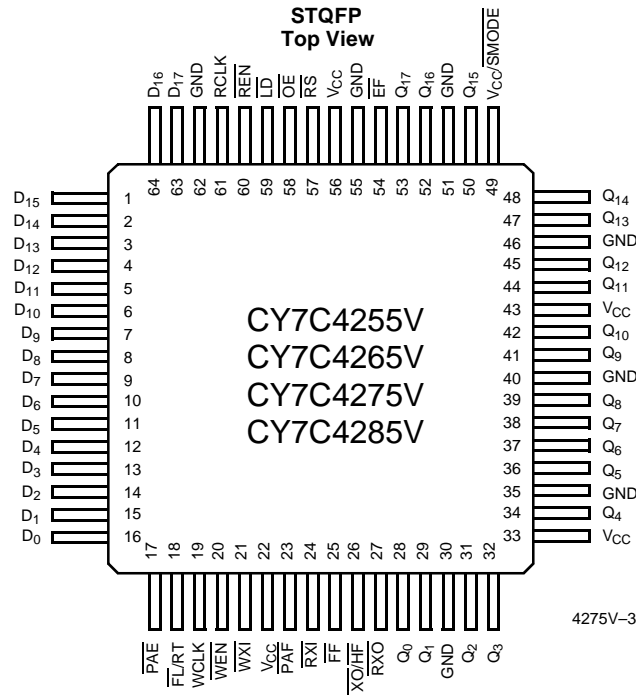 STQFP
Top View
D16
D17
GND
RCLK
REN
LD
OE
RS
VCC
GND
EF
Q17
Q16
GND
Q15
VCC/SMODE
64
63
62
61
60
59
58
57
56
55
54
53
52
51
50
49
D15 1
D14 2
D13 3
D12 4
D11 5
D10 6
D9 7
D8 8
D7 9
D6 10
D5 11
D4 12
D3 13
D2 14
D1 15
D0 16
CY7C4255V
CY7C4265V
CY7C4275V
CY7C4285V
48 Q14
47 Q13
46 GND
45 Q12
44 Q11
43 VCC
42 Q10
41 Q9
40 GND
39 Q8
38 Q7
37 Q6
36 Q5
35 GND
34 Q4
33 VCC
17
18
19
20
21
22
23
24
25
26
27
28
29
30
31
32
PAE
FL/RT
WCLK
WEN
WXI
VCC
PAF
RXI
FF
XO/HF
RXO
Q0
Q1
GND
Q2
Q3
4275V–3